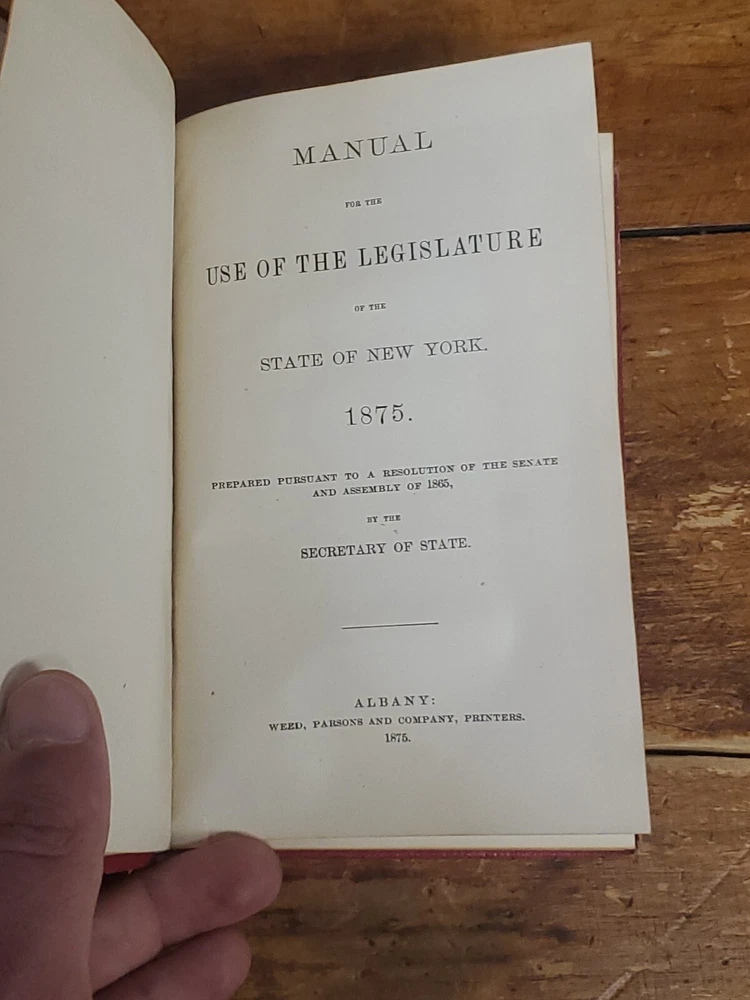 MANUAL
FOR THE
USE OF THE LEGISLATURE
OF THE
STATE OF NEW YORK.
1875.
PREPARED PURSUANT TO A RESOLUTION OF THE SENATE
AND ASSEMBLY OF 1865,
BY THE
SECRETARY OF STATE.
ALBANY:
WEED, PARSONS AND COMPANY, PRINTERS.
1875.